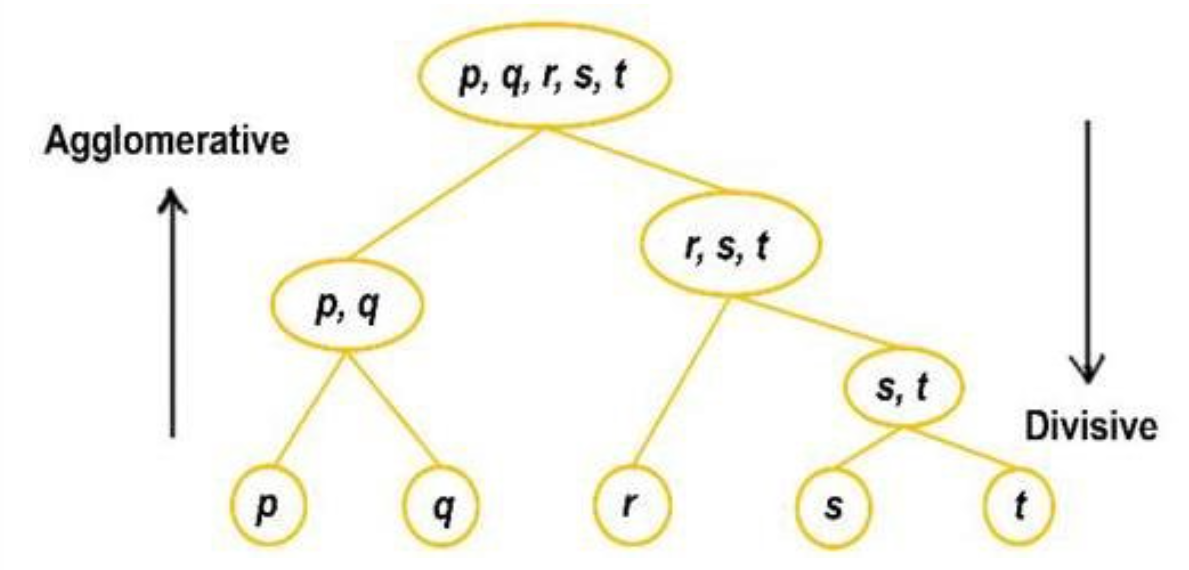 p, q, r, s, t
Agglomerative
r, s, t
p, q
s, t
Divisive
p
q
r
s
t